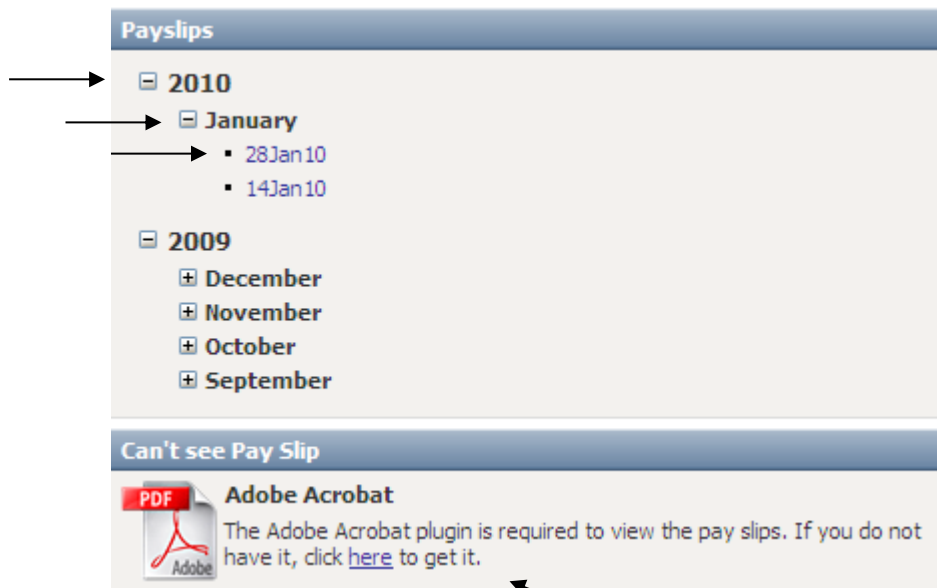 Payslips
2010
January
28Jan10
14Jan10
2009
December
November
October
September
Can't see Pay Slip
PDF
Adobe
Adobe Acrobat
The Adobe Acrobat plugin is required to view the pay slips. If you do not
have it, click here to get it.